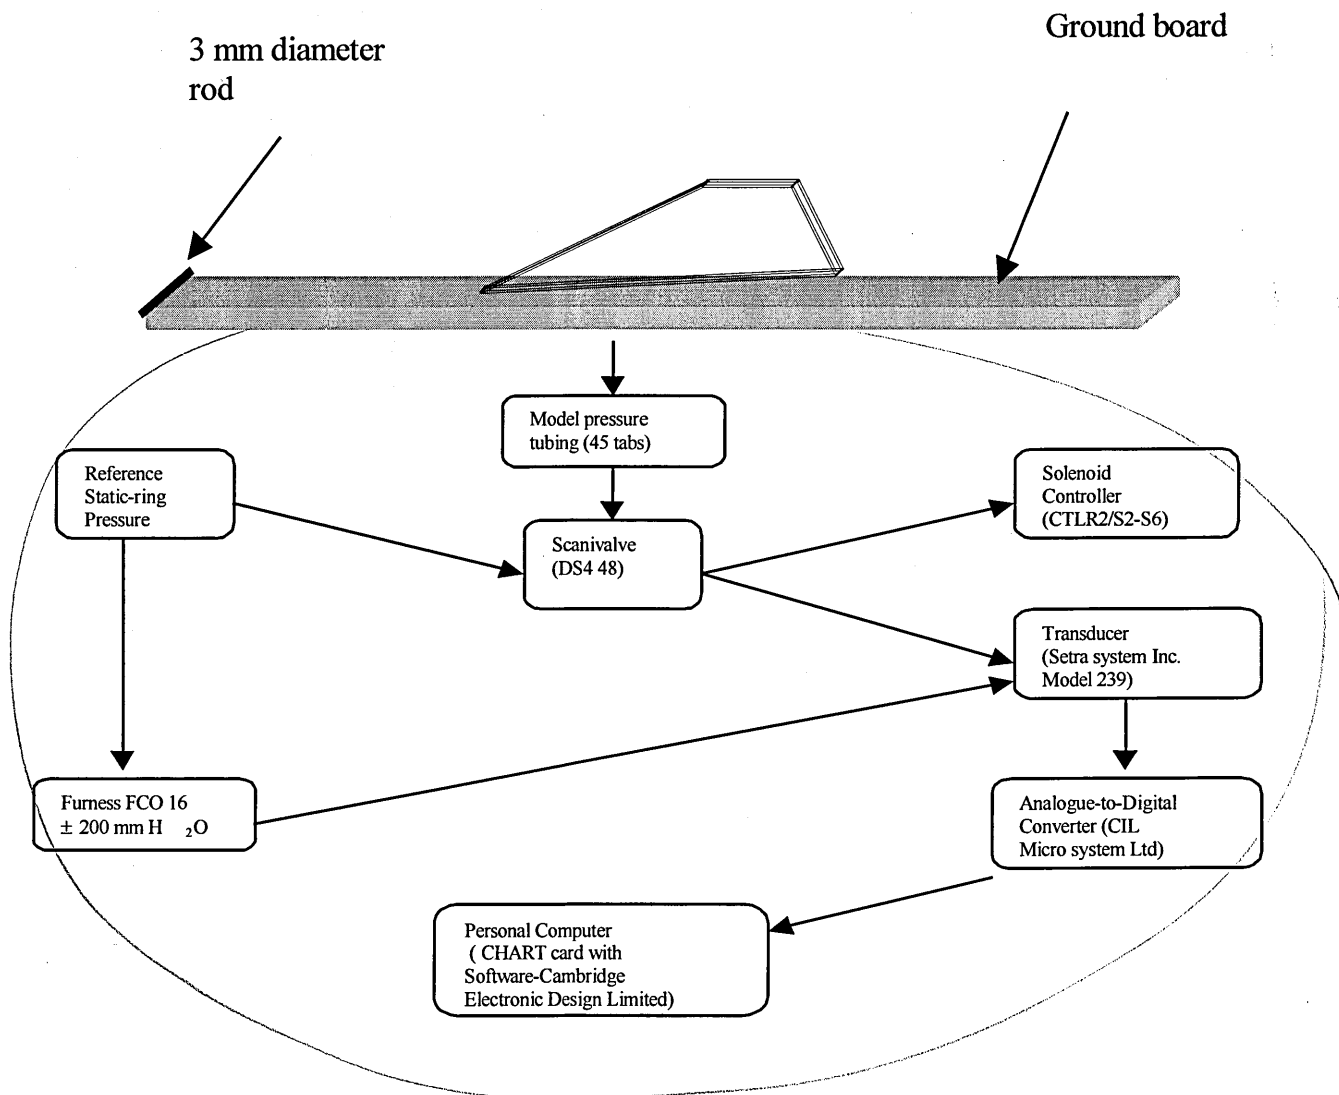 3 mm diameter
rod
Ground board
Model pressure
tubing (45 tabs)
Reference
Static-ring
Pressure
Solenoid
Controller
(CTLR2/S2-S6)
Scanivalve
(DS4 48)
Transducer
(Setra system Inc.
Model 239)
Furness FCO 16
± 200 mm H ₂O
Analogue-to-Digital
Converter (CIL
Micro system Ltd)
Personal Computer
( CHART card with
Software-Cambridge
Electronic Design Limited)